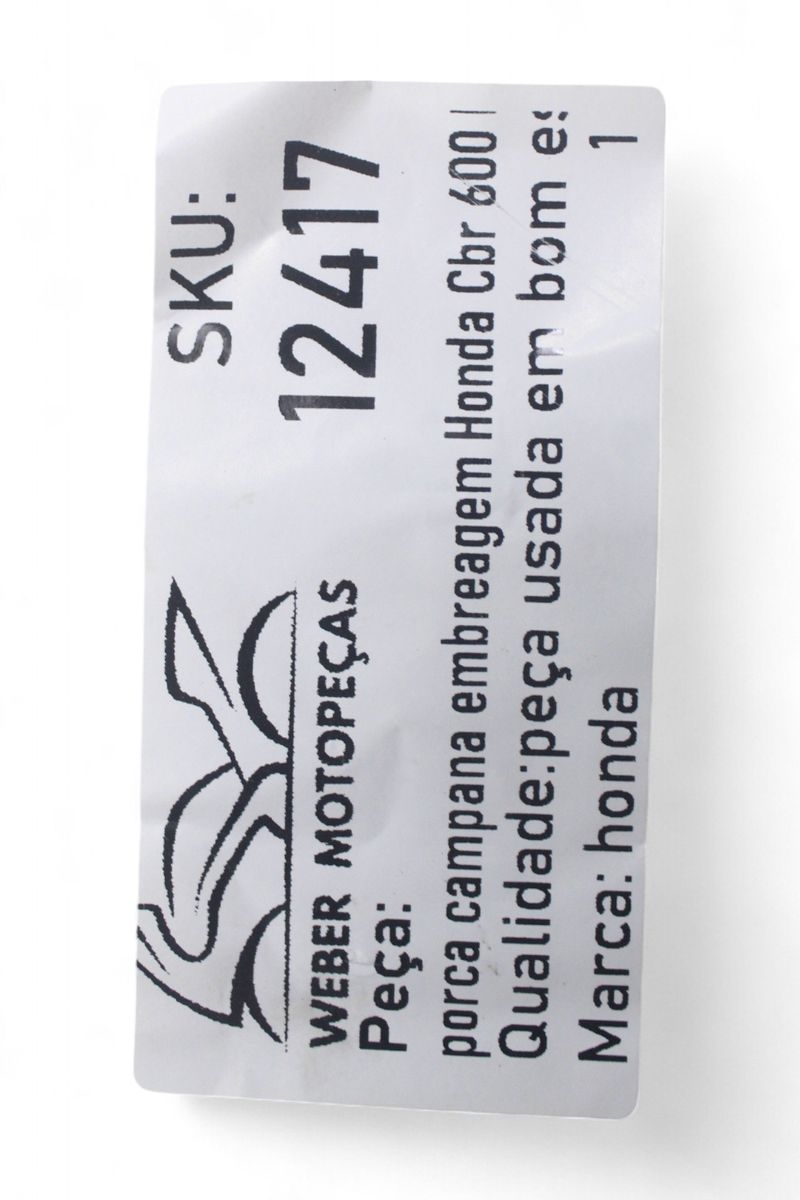 SKU:
12417
WEBER MOTOPEÇAS
Peça:
porca campana embreagem Honda Cbr 600
Qualidade:peça usada em bom
Marca: honda
1